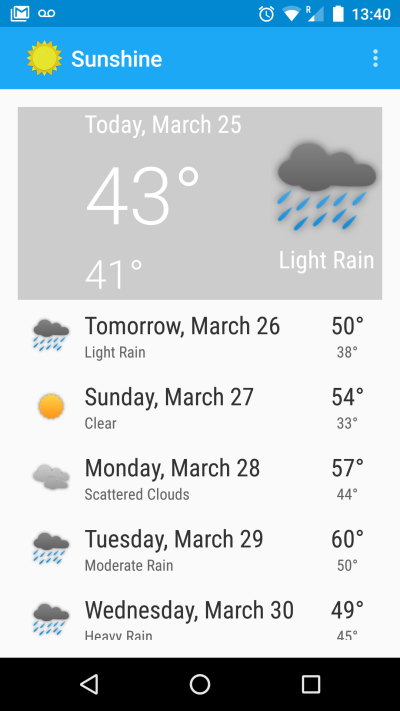 R
13:40
Sunshine
Today, March 25
43°
41°
Light Rain
Tomorrow, March 26 50°
Light Rain 38°
Sunday, March 27 54°
Clear 33°
Monday, March 28 57°
Scattered Clouds 44°
Tuesday, March 29 60°
Moderate Rain 50°
Wednesday, March 30 49°
Heavy Rain 45°